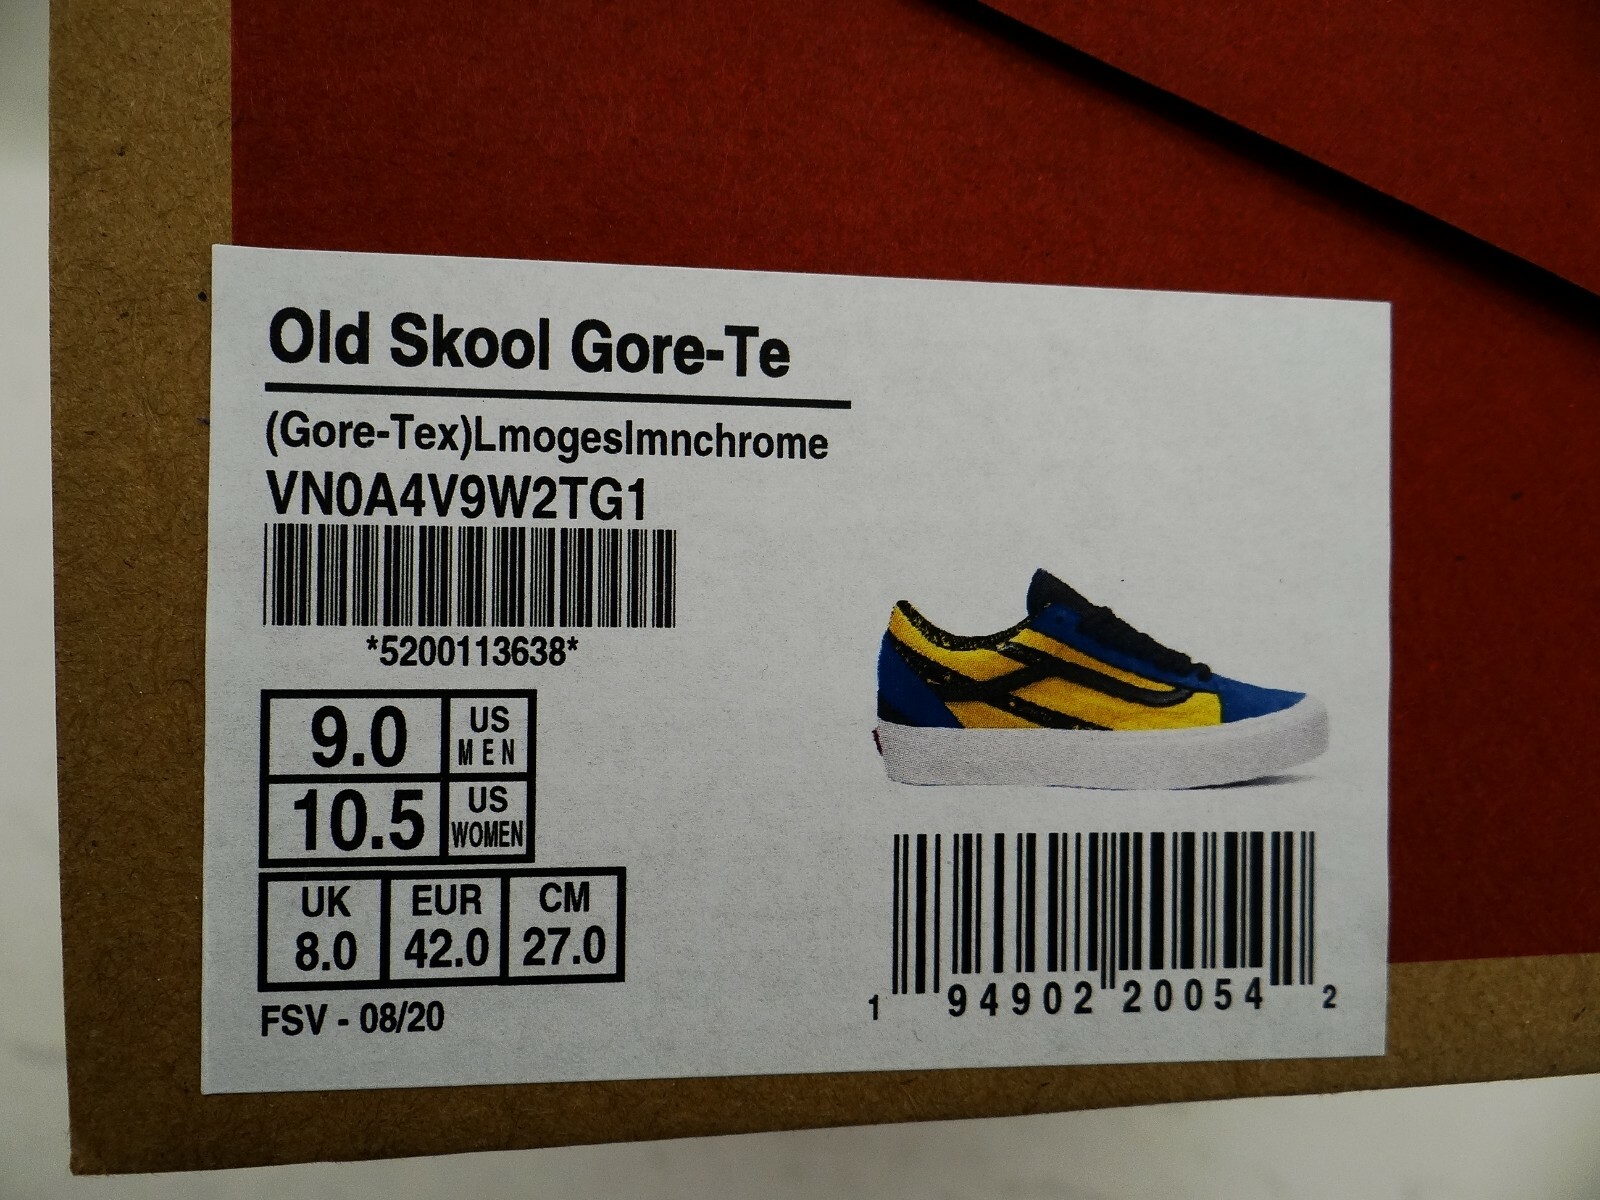 Old Skool Gore-Te
(Gore-Tex)Lmogeslmnchrome
VN0A4V9W2TG1
*5200113638*
9.0 US MEN
10.5 US WOMEN
UK EUR CM
8.0 42.0 27.0
FSV - 08/20
1 94902 20054 2